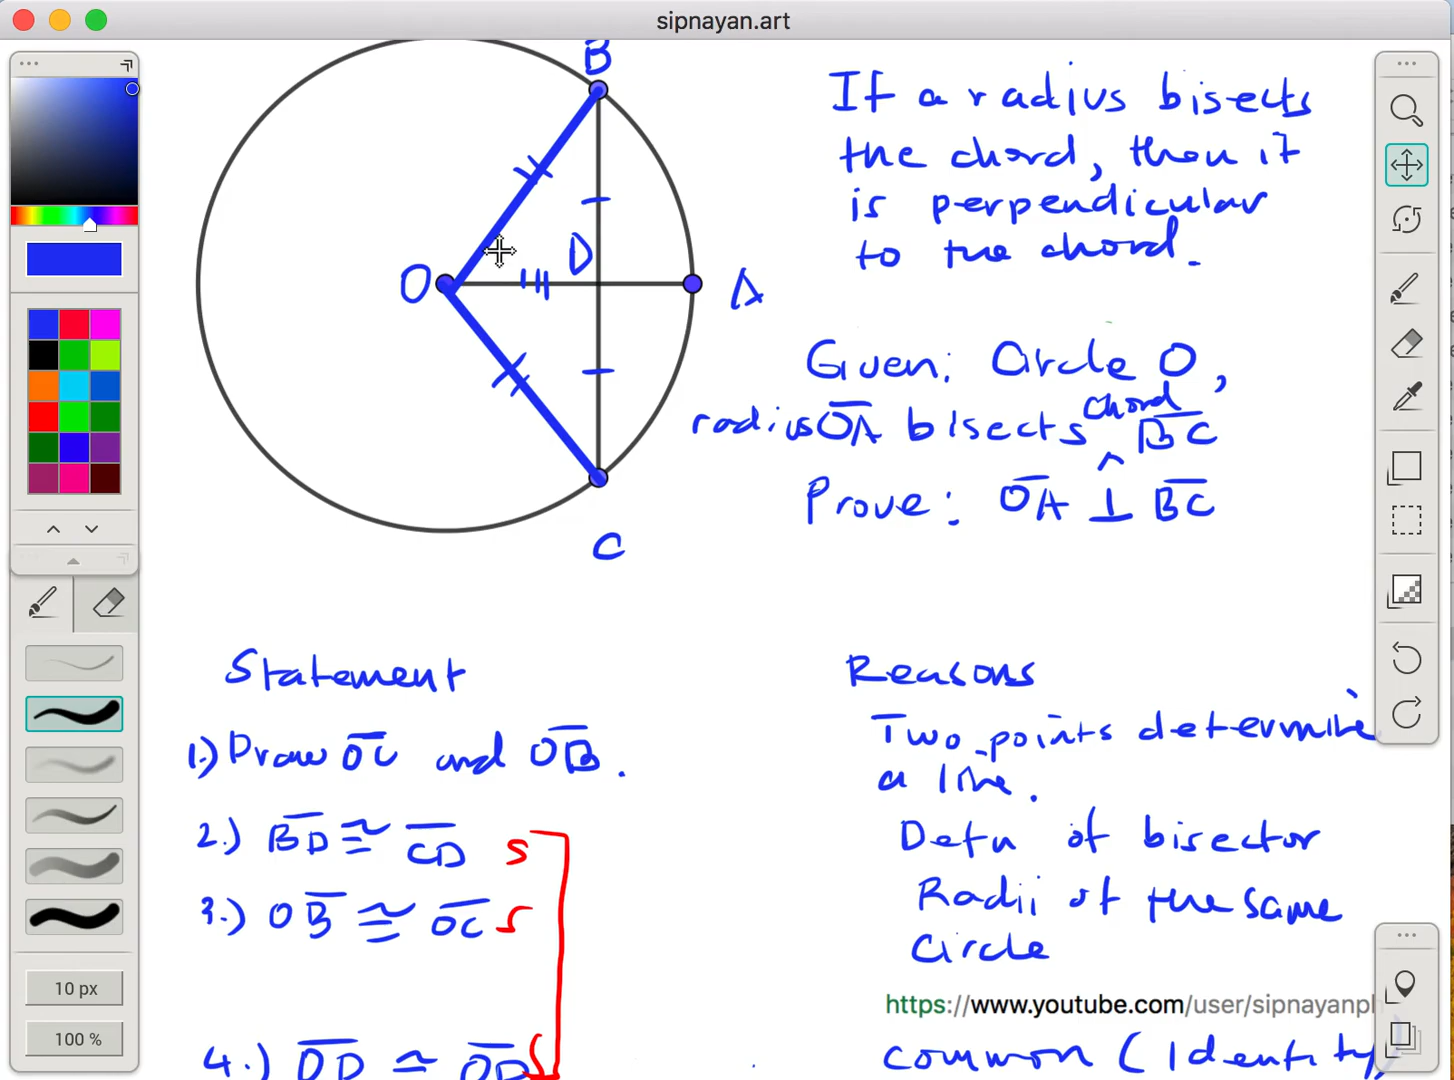 sipnayan.art
B
O
D
A
C
If a radius bisects
the chord, then it
is perpendicular
to the chord.
Given: Circle O,
radius OA bisects chord BC
Prove: OA ⊥ BC
Statement
Reasons
1.) Draw OC and OB.
Two points determine
a line.
2.) BD ≅ CD S
Defn of bisector
3.) OB ≅ OC S
Radii of the same
Circle
https://www.youtube.com/user/sipnayanph
4.) OD ≅ OD S
common (Identity)
10 px
100 %